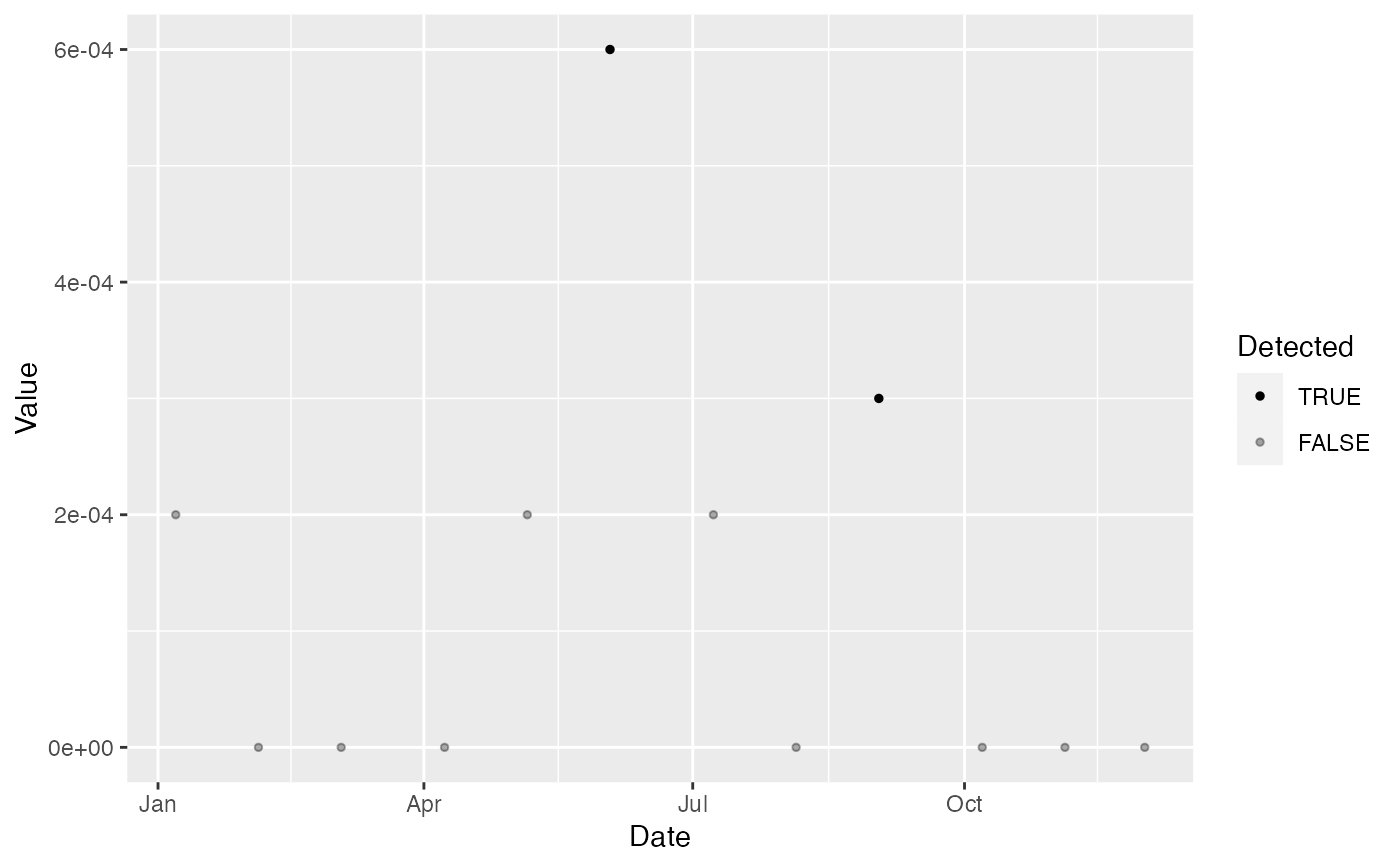 6e-04
4e-04
2e-04
0e+00
Value
Jan
Apr
Jul
Oct
Date
Detected
TRUE
FALSE